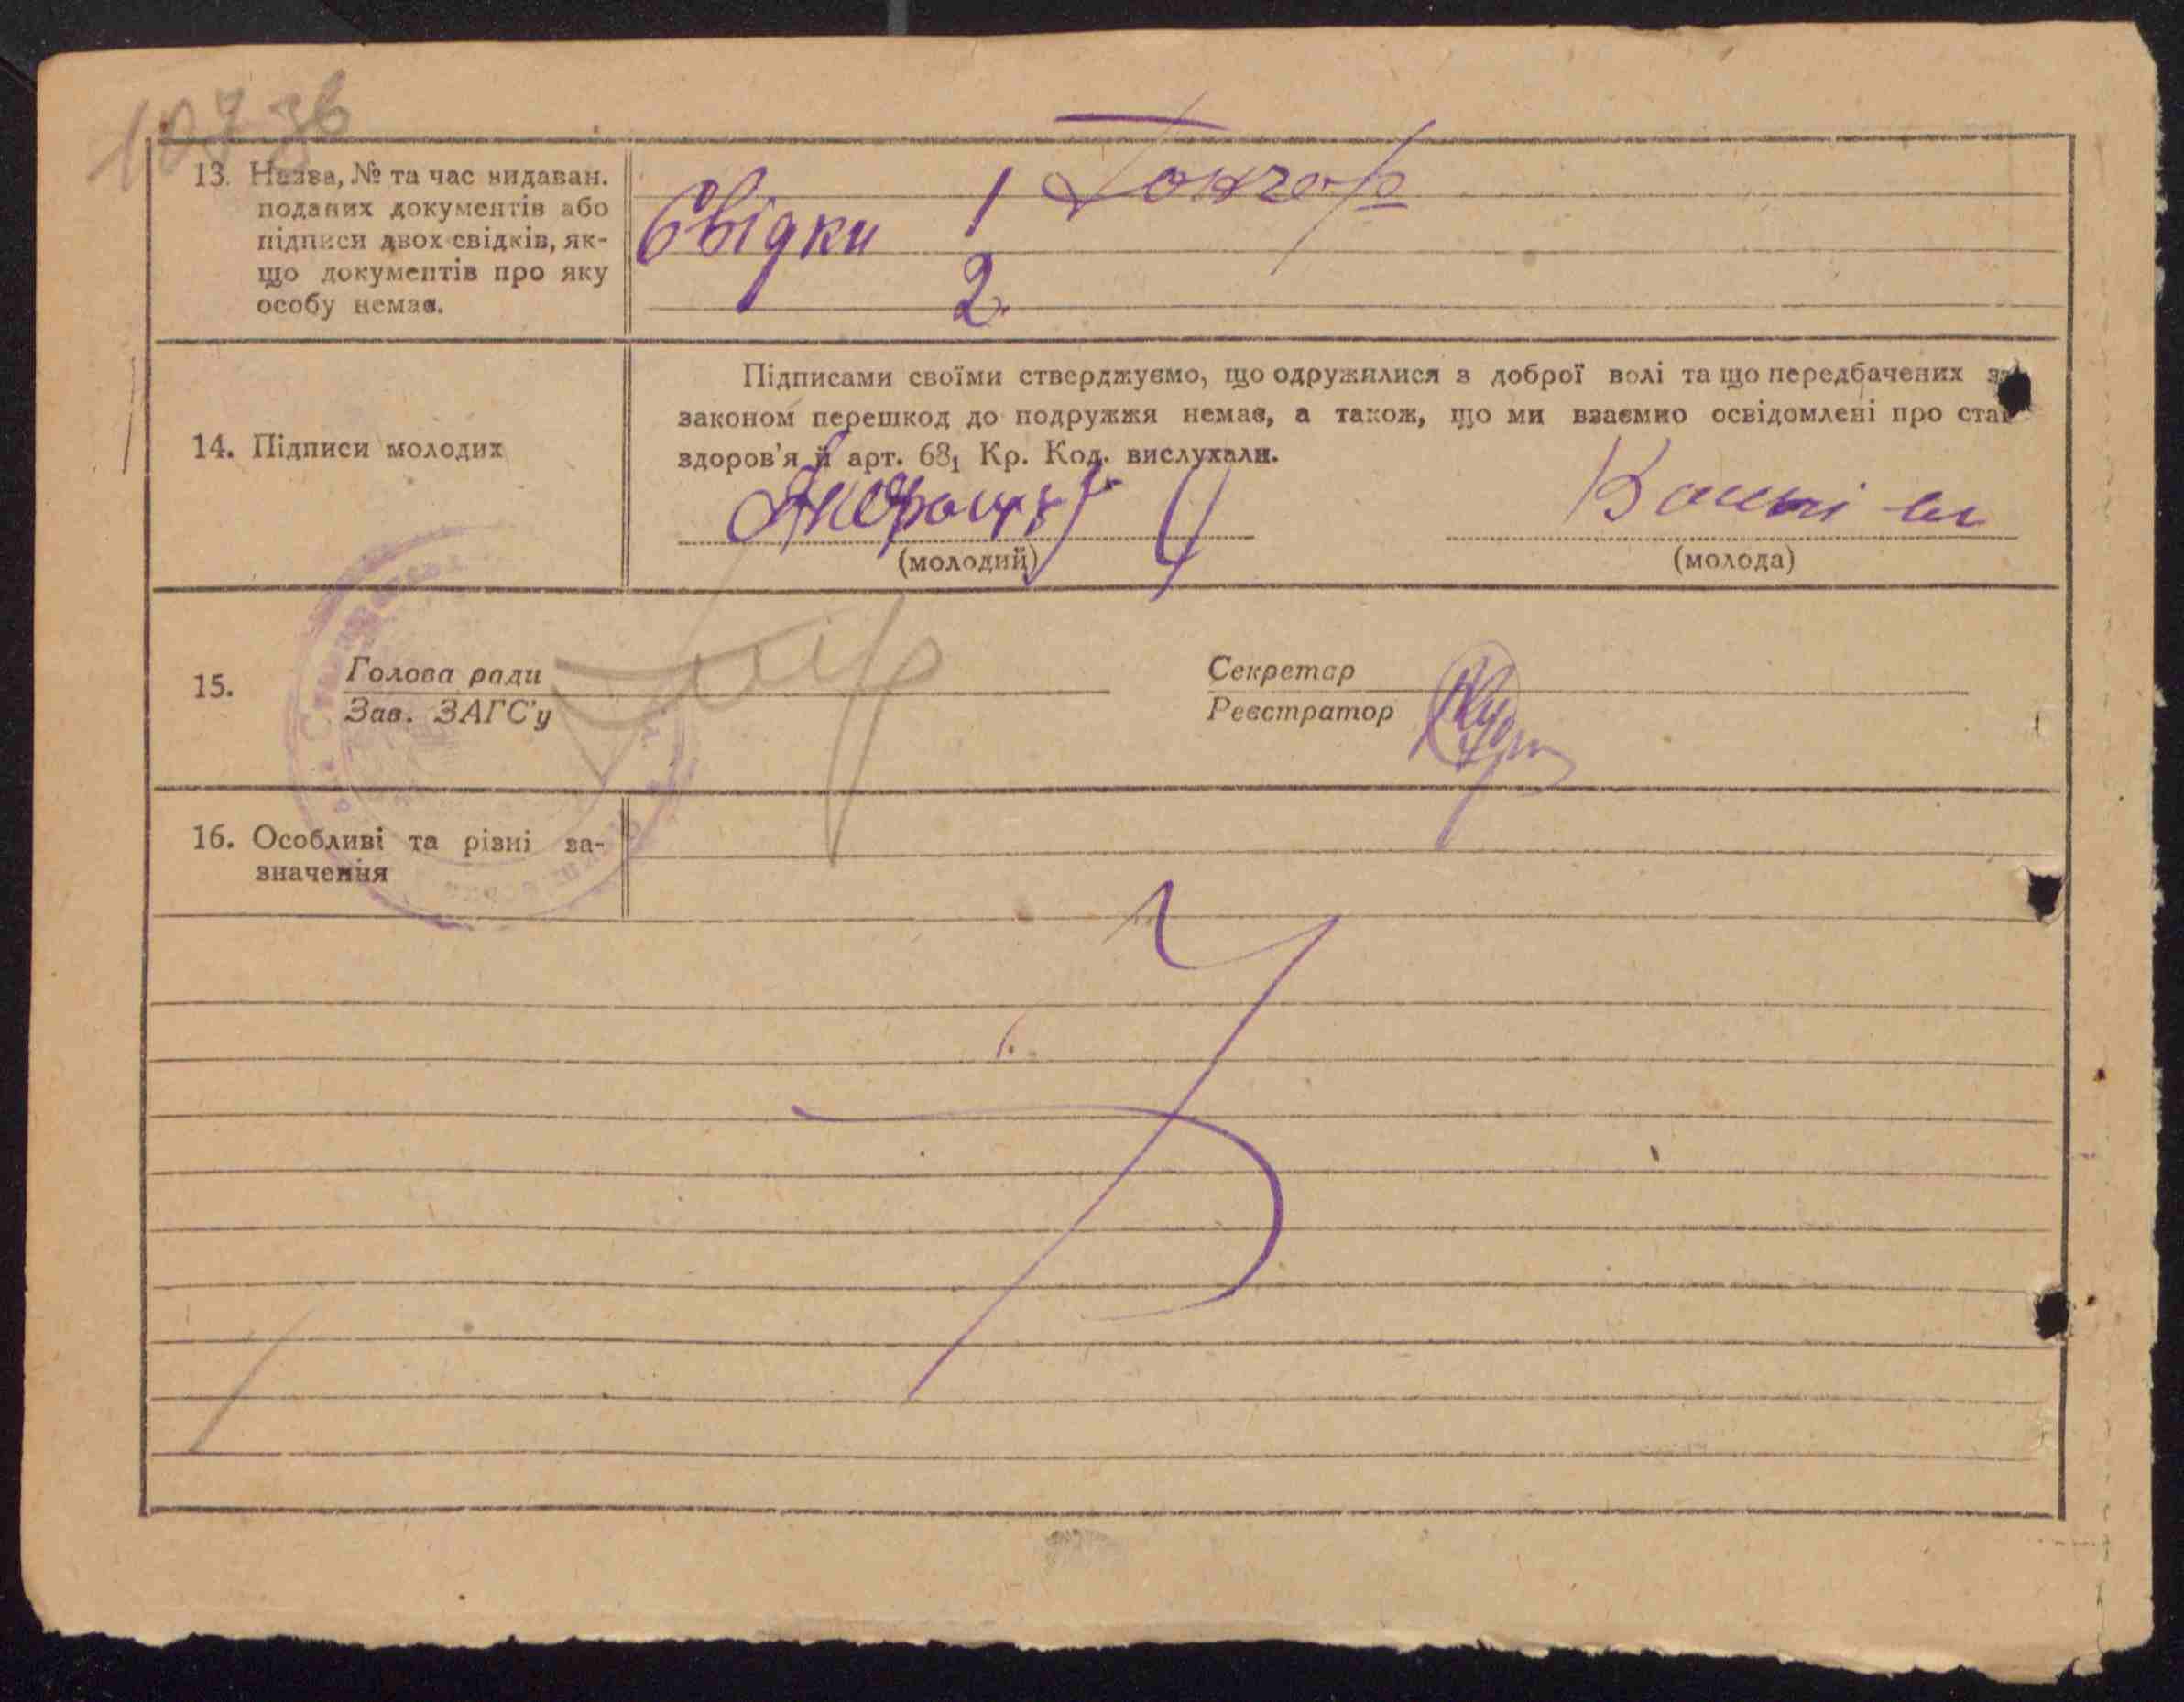 13. Назва, № та час видаван.
поданих документів або
підписи двох свідків, як-
що документів про яку
особу немає.
Свідки 1 Гончар
2.
14. Підписи молодих
Підписами своїми стверджуємо, що одружилися з доброї волі та що передбачених
законом перешкод до подружжя немає, а також, що ми взаємно освідомлені про стан
здоров'я й арт. 68₁ Кр. Код. вислухали.
(молодий)
(молода)
15.
Голова ради
Зав. ЗАГС'у
Секретар
Реєстратор
16. Особливі та різні за-
значення